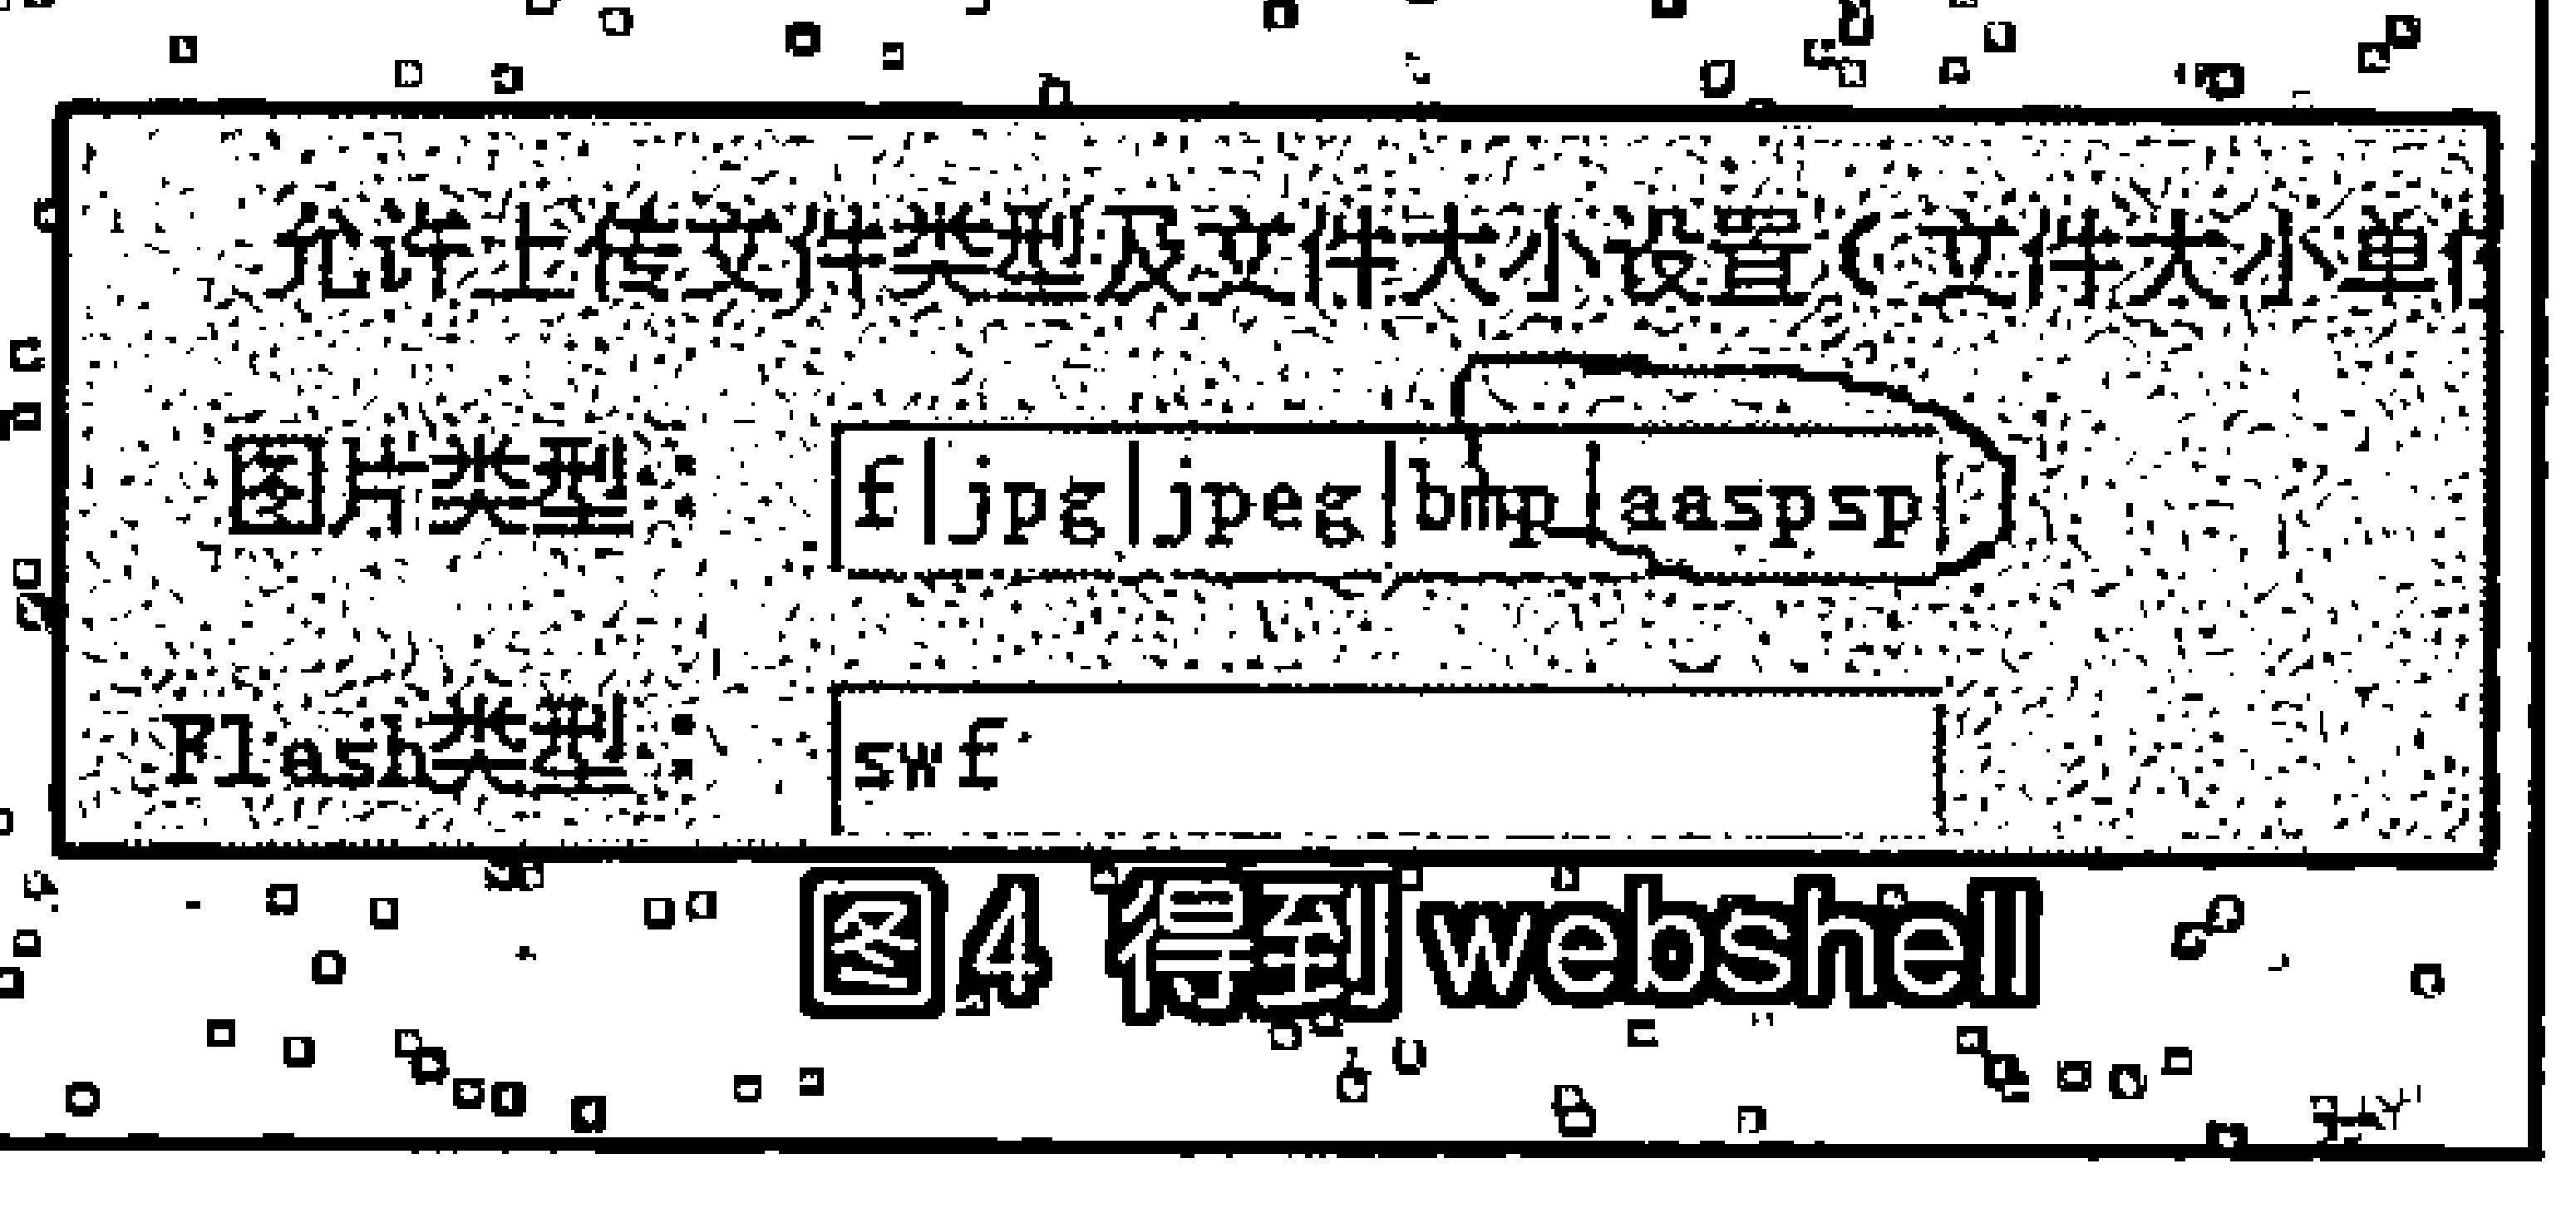 允许上传文件类型及文件大小设置(文件大小单位
图片类型: f|jpg|jpeg|bmp|aaspsp
Flash类型: swf
图4 得到webshell